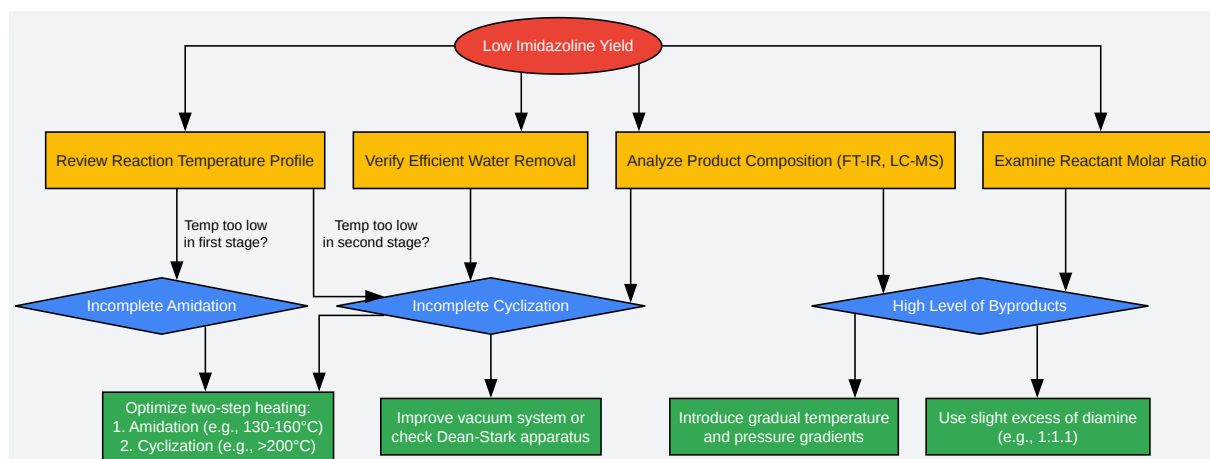 Low Imidazoline Yield
Review Reaction Temperature Profile
Verify Efficient Water Removal
Analyze Product Composition (FT-IR, LC-MS)
Examine Reactant Molar Ratio
Temp too low
in first stage?
Temp too low
in second stage?
Incomplete Amidation
Incomplete Cyclization
High Level of Byproducts
Optimize two-step heating:
1. Amidation (e.g., 130-160°C)
2. Cyclization (e.g., >200°C)
Improve vacuum system or
check Dean-Stark apparatus
Introduce gradual temperature
and pressure gradients
Use slight excess of diamine
(e.g., 1:1.1)